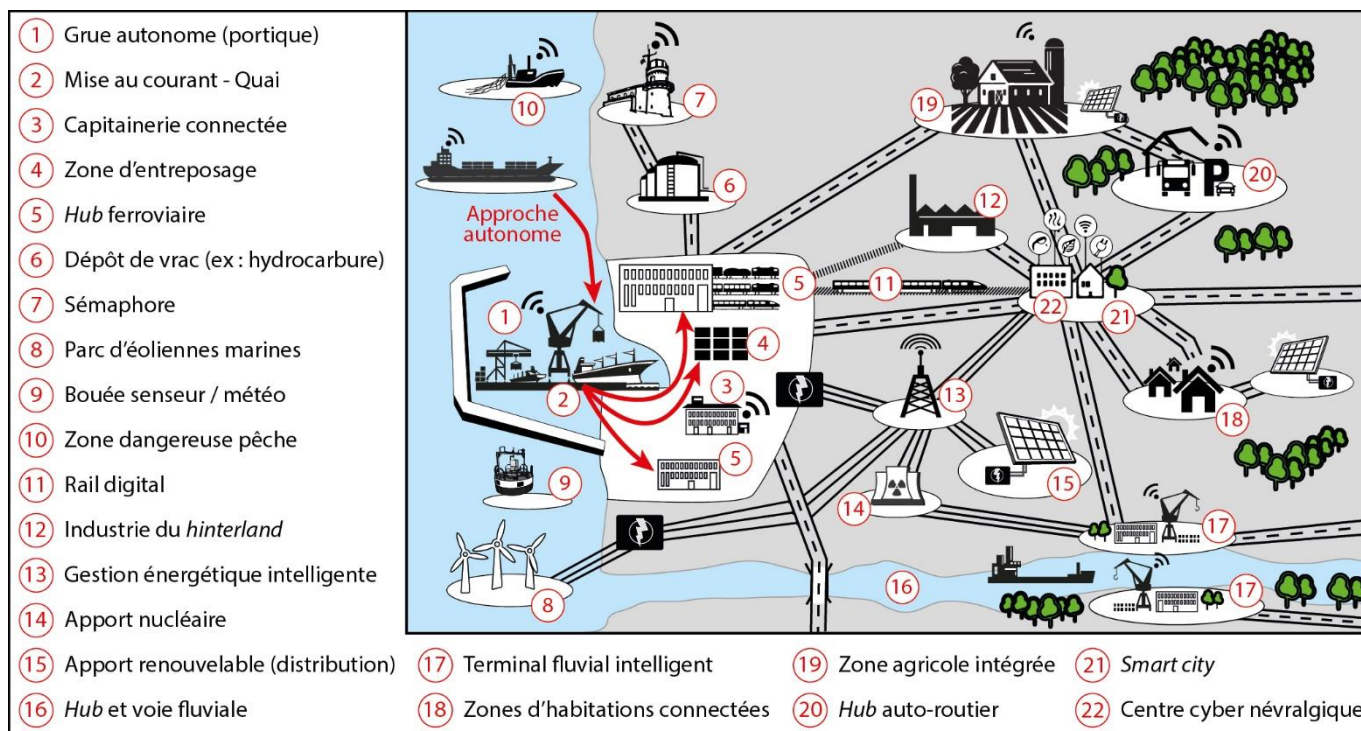 1 Grue autonome (portique)
2 Mise au courant - Quai
3 Capitainerie connectée
4 Zone d'entreposage
5 Hub ferroviaire
6 Dépôt de vrac (ex : hydrocarbure)
7 Sémaphore
8 Parc d'éoliennes marines
9 Bouée senseur / météo
10 Zone dangereuse pêche
11 Rail digital
12 Industrie du hinterland
13 Gestion énergétique intelligente
14 Apport nucléaire
15 Apport renouvelable (distribution)
16 Hub et voie fluviale
17 Terminal fluvial intelligent
18 Zones d'habitations connectées
19 Zone agricole intégrée
20 Hub auto-routier
21 Smart city
22 Centre cyber névralgique
10
7
19
20
P
6
12
Approche
autonome
5
11
22
21
1
4
2
3
13
18
5
9
14
15
17
8
16
17